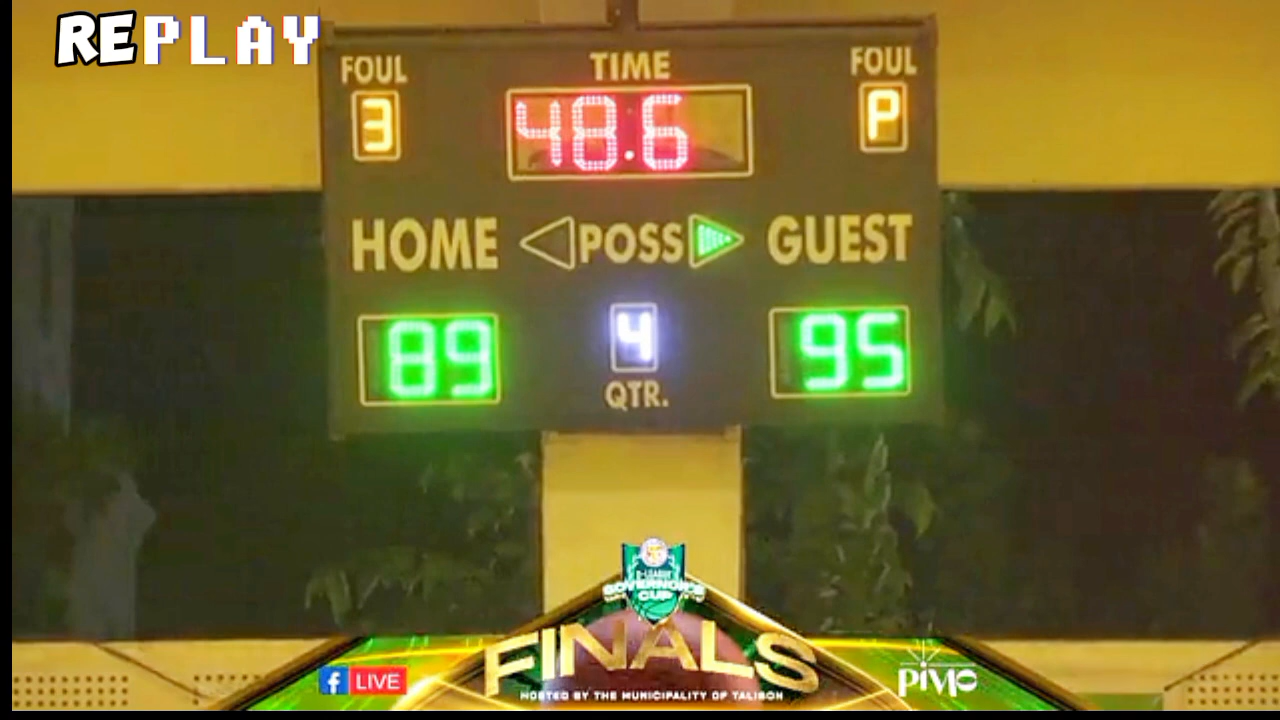 REPLAY
FOUL TIME FOUL
3 48.6 P
HOME POSS GUEST
89 4 95
QTR.
GOVERNOR'S
CUP
FINALS
LIVE
HOSTED BY THE MUNICIPALITY OF TALIBON
PIMO